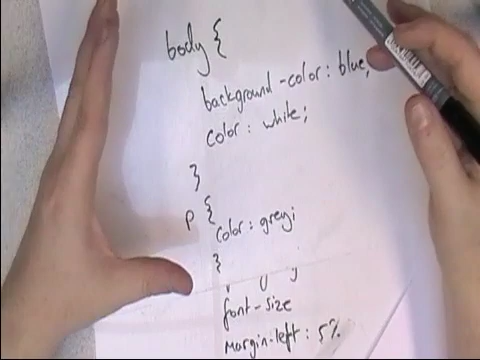 body {
background-color: blue;
color: white;
}
p {
color: grey;
}
font-size
margin-left: 5%